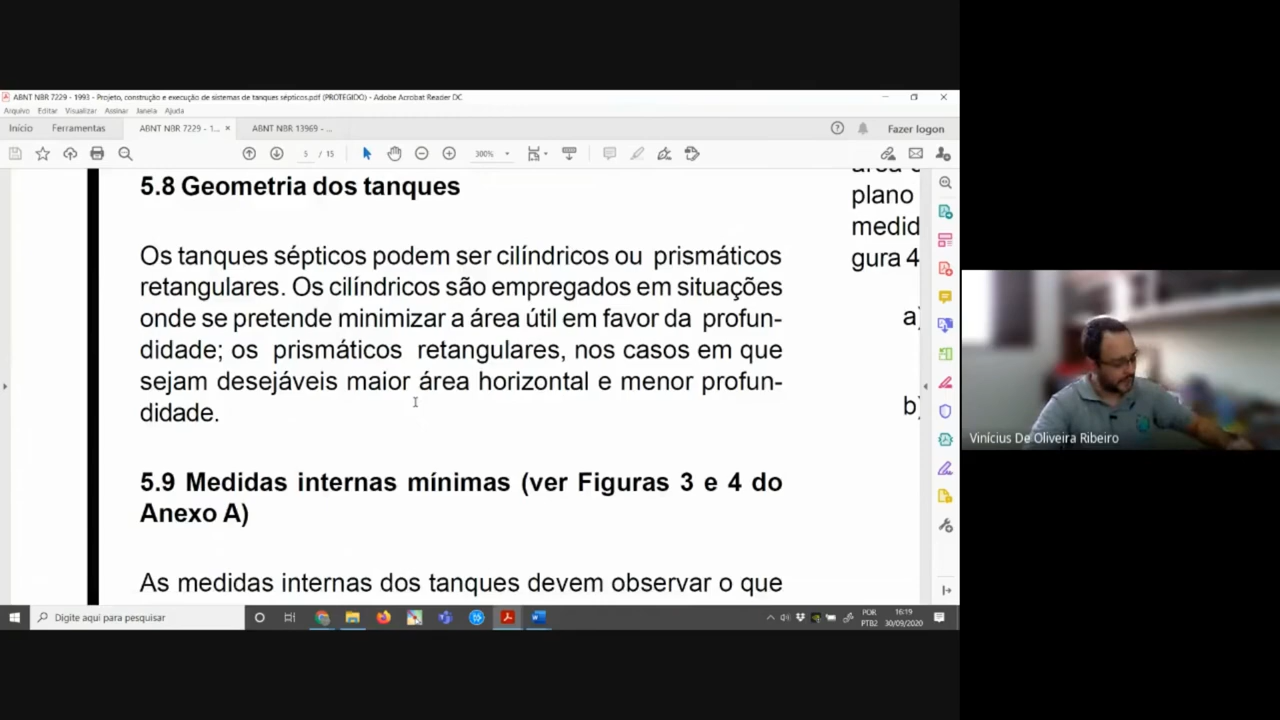 ABNT NBR 7229 - 1993 - Projeto, construção e execução de sistemas de tanques sépticos.pdf (PROTEGIDO) - Adobe Acrobat Reader DC
Arquivo Editar Visualizar Assinar Janela Ajuda
Início Ferramentas ABNT NBR 7229 - 1... × ABNT NBR 13969 - ... Fazer logon
5 / 15 300%
5.8 Geometria dos tanques
Os tanques sépticos podem ser cilíndricos ou prismáticos
retangulares. Os cilíndricos são empregados em situações
onde se pretende minimizar a área útil em favor da profun-
didade; os prismáticos retangulares, nos casos em que
sejam desejáveis maior área horizontal e menor profun-
didade.
5.9 Medidas internas mínimas (ver Figuras 3 e 4 do
Anexo A)
As medidas internas dos tanques devem observar o que
plano
medid
gura 4
a)
b)
Vinícius De Oliveira Ribeiro
Digite aqui para pesquisar
POR
PTB2
16:19
30/09/2020